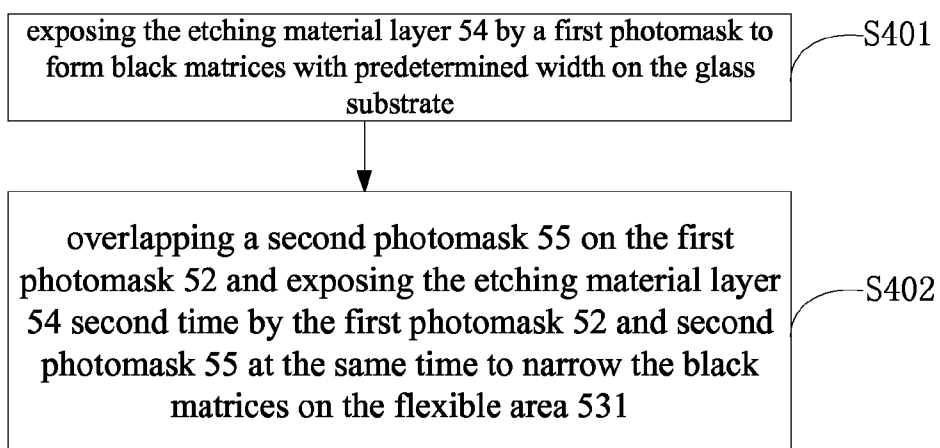 exposing the etching material layer 54 by a first photomask to
form black matrices with predetermined width on the glass
substrate
S401
overlapping a second photomask 55 on the first
photomask 52 and exposing the etching material layer
54 second time by the first photomask 52 and second
photomask 55 at the same time to narrow the black
matrices on the flexible area 531
S402